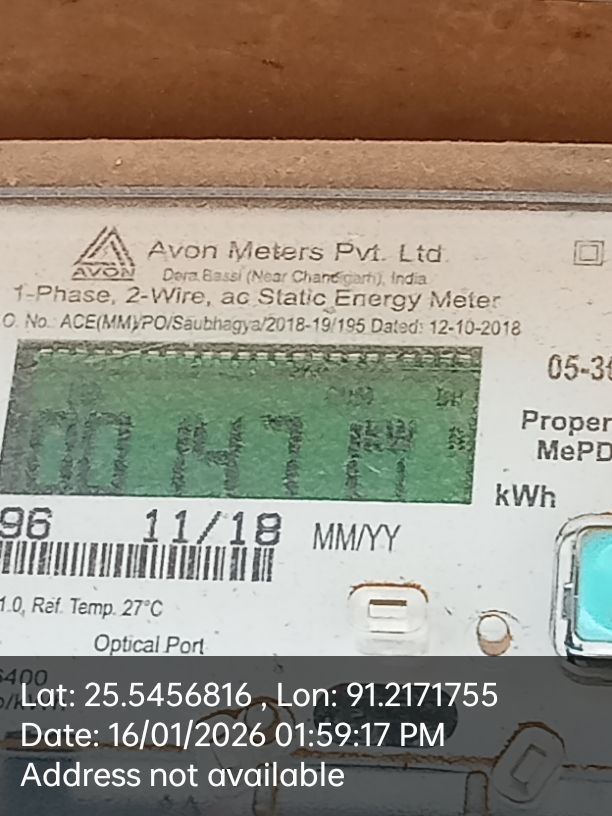 AVON
Avon Meters Pvt. Ltd
Dera Bassi (Near Chandigarh), India
1-Phase, 2-Wire, ac Static Energy Meter
O. No.: ACE(MM)/PO/Saubhagya/2018-19/195 Dated: 12-10-2018
05-30
Proper
MePD
kWh
96 11/18 MM/YY
1.0, Ref. Temp. 27°C
Optical Port
6400
Lat: 25.5456816 , Lon: 91.2171755
Date: 16/01/2026 01:59:17 PM
Address not available